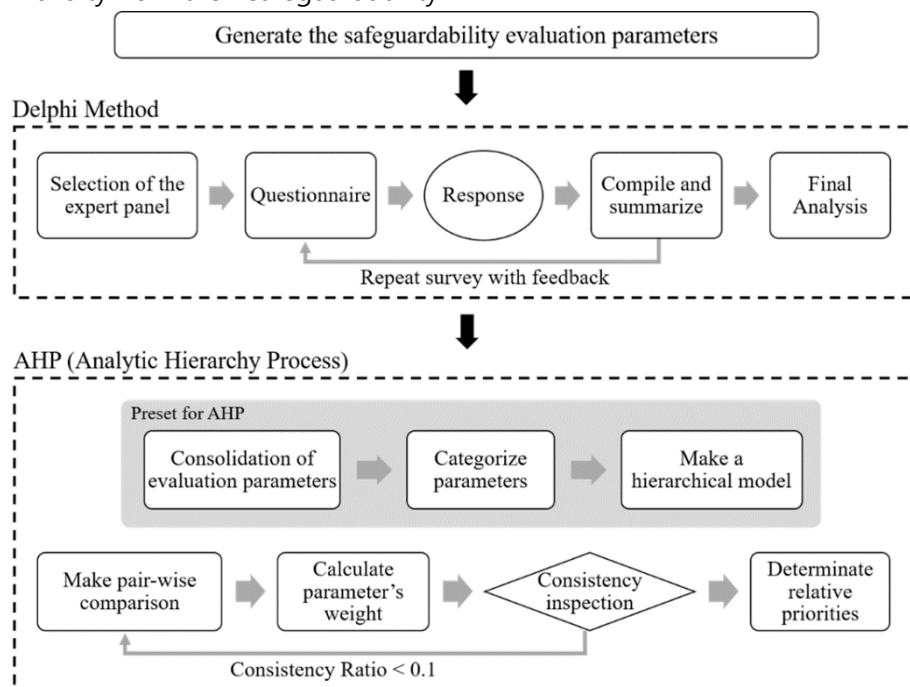 Generate the safeguardability evaluation parameters
Delphi Method
Selection of the
expert panel
Questionnaire
Response
Compile and
summarize
Final
Analysis
Repeat survey with feedback
AHP (Analytic Hierarchy Process)
Preset for AHP
Consolidation of
evaluation parameters
Categorize
parameters
Make a
hierarchical model
Make pair-wise
comparison
Calculate
parameter's
weight
Consistency
inspection
Determinate
relative
priorities
Consistency Ratio < 0.1